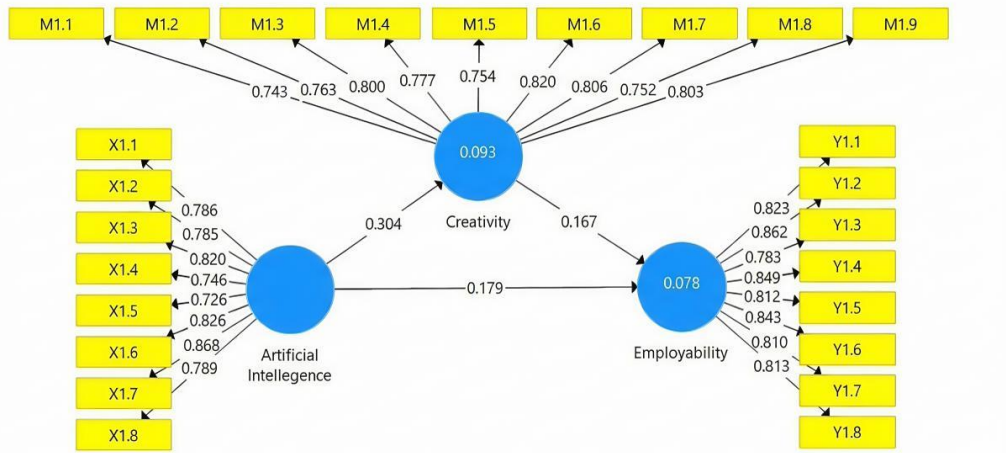 M1.1 M1.2 M1.3 M1.4 M1.5 M1.6 M1.7 M1.8 M1.9
0.743 0.763 0.800 0.777 0.754 0.820 0.806 0.752 0.803
0.093
Creativity
X1.1
X1.2
X1.3
X1.4
X1.5
X1.6
X1.7
X1.8
0.786
0.785
0.820
0.746
0.726
0.826
0.868
0.789
Artificial
Intellegence
0.304
0.167
0.179
0.078
Employability
0.823
0.862
0.783
0.849
0.812
0.843
0.810
0.813
Y1.1
Y1.2
Y1.3
Y1.4
Y1.5
Y1.6
Y1.7
Y1.8